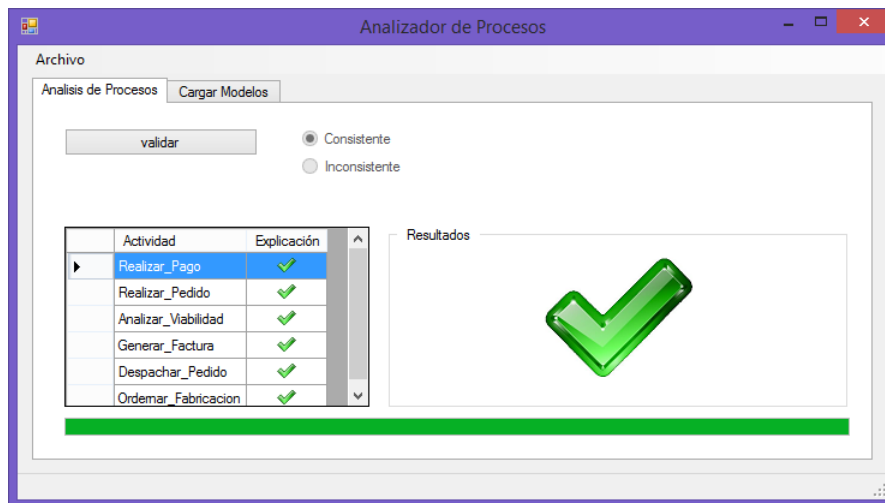 Analizador de Procesos
Archivo
Analisis de Procesos
Cargar Modelos
validar
Consistente
Inconsistente
Actividad Explicación
Realizar_Pago
Realizar_Pedido
Analizar_Viabilidad
Generar_Factura
Despachar_Pedido
Ordemar_Fabricacion
Resultados